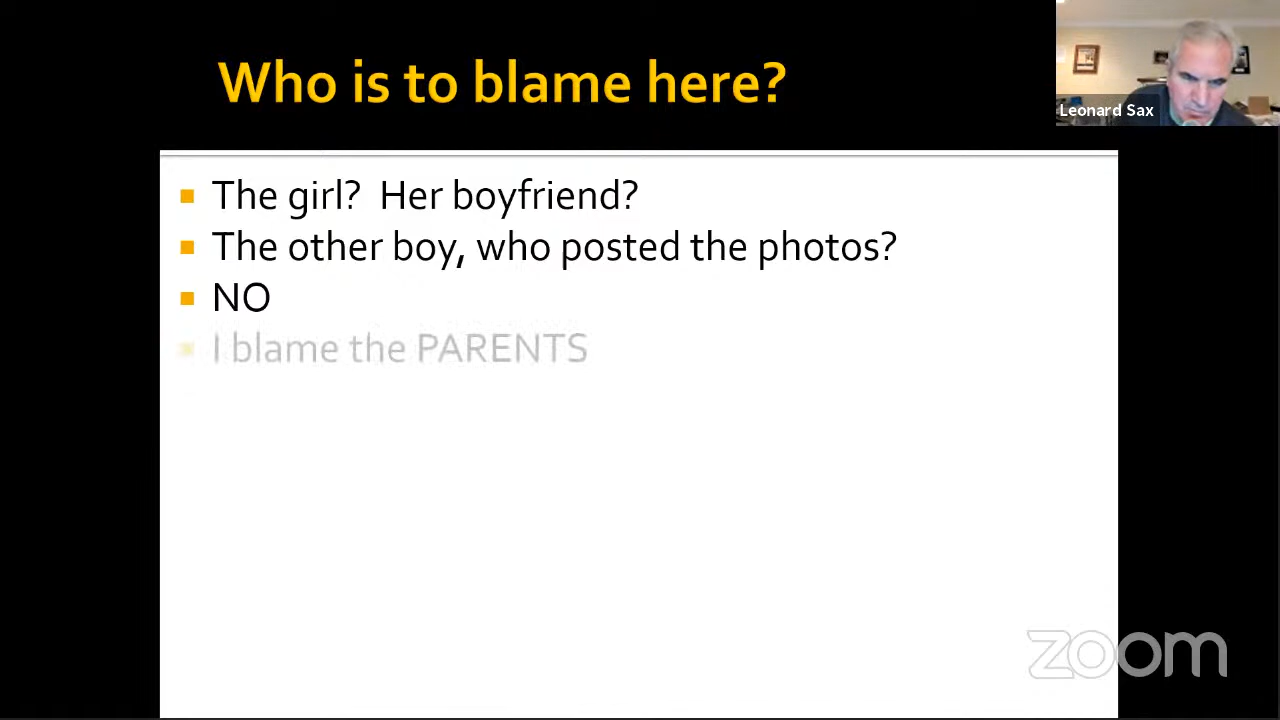 Who is to blame here?
Leonard Sax
The girl? Her boyfriend?
The other boy, who posted the photos?
NO
I blame the PARENTS
zoom